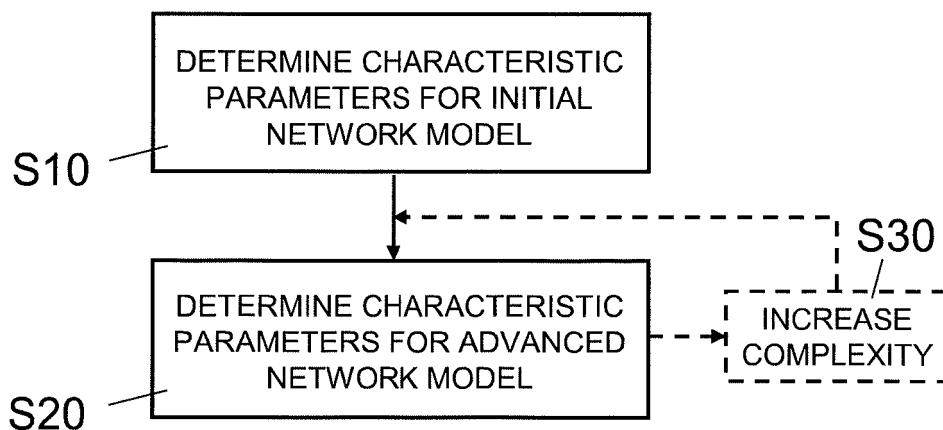 DETERMINE CHARACTERISTIC
PARAMETERS FOR INITIAL
NETWORK MODEL
S10
S30
DETERMINE CHARACTERISTIC
PARAMETERS FOR ADVANCED
NETWORK MODEL
INCREASE
COMPLEXITY
S20